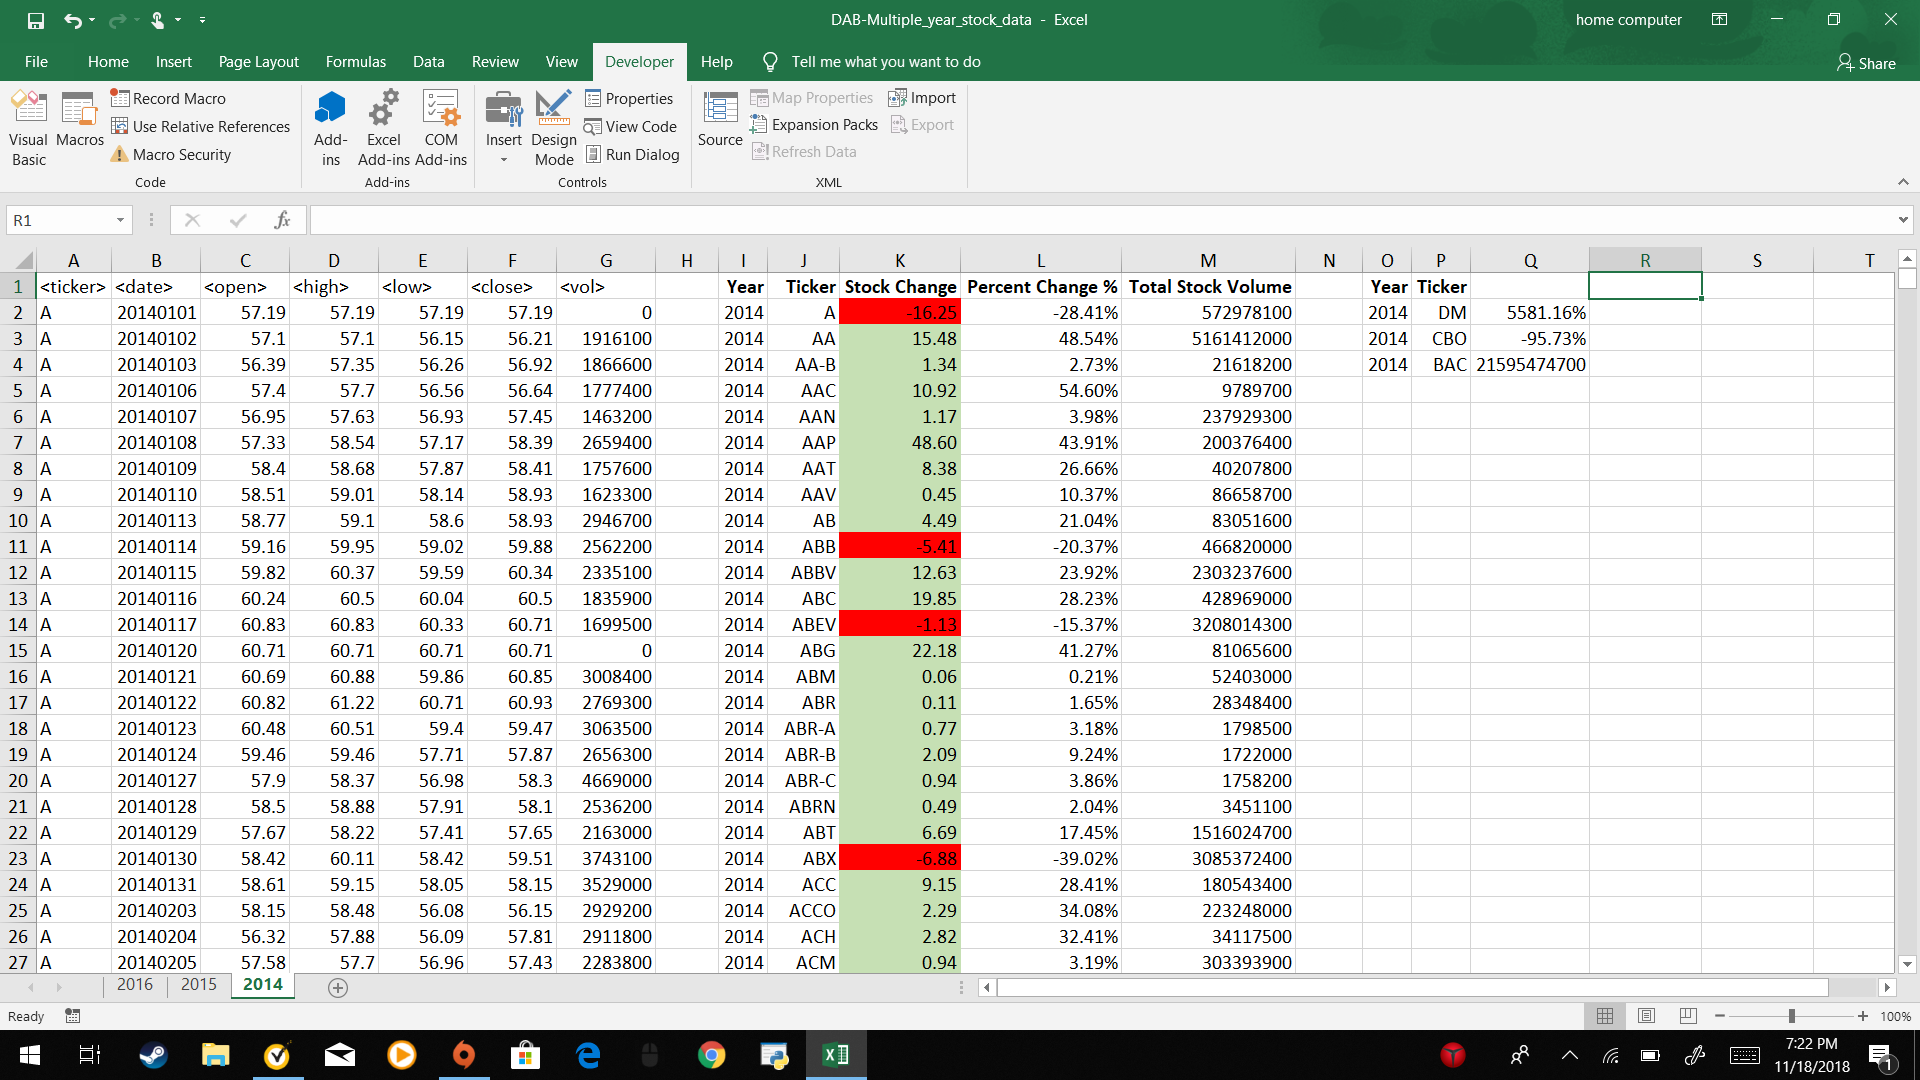 DAB-Multiple_year_stock_data - Excel
home computer
File Home Insert Page Layout Formulas Data Review View Developer Help Tell me what you want to do Share
Visual Basic
Macros
Record Macro
Use Relative References
Macro Security
Code
Add-ins
Excel Add-ins
COM Add-ins
Add-ins
Insert
Design Mode
Properties
View Code
Run Dialog
Controls
Source
Map Properties
Expansion Packs
Refresh Data
Import
Export
XML
R1
fx
A B C D E F G H I J K L M N O P Q R S T
1 <ticker> <date> <open> <high> <low> <close> <vol> Year Ticker Stock Change Percent Change % Total Stock Volume Year Ticker
2 A 20140101 57.19 57.19 57.19 57.19 0 2014 A -16.25 -28.41% 572978100 2014 DM 5581.16%
3 A 20140102 57.1 57.1 56.15 56.21 1916100 2014 AA 15.48 48.54% 5161412000 2014 CBO -95.73%
4 A 20140103 56.39 57.35 56.26 56.92 1866600 2014 AA-B 1.34 2.73% 21618200 2014 BAC 21595474700
5 A 20140106 57.4 57.7 56.56 56.64 1777400 2014 AAC 10.92 54.60% 9789700
6 A 20140107 56.95 57.63 56.93 57.45 1463200 2014 AAN 1.17 3.98% 237929300
7 A 20140108 57.33 58.54 57.17 58.39 2659400 2014 AAP 48.60 43.91% 200376400
8 A 20140109 58.4 58.68 57.87 58.41 1757600 2014 AAT 8.38 26.66% 40207800
9 A 20140110 58.51 59.01 58.14 58.93 1623300 2014 AAV 0.45 10.37% 86658700
10 A 20140113 58.77 59.1 58.6 58.93 2946700 2014 AB 4.49 21.04% 83051600
11 A 20140114 59.16 59.95 59.02 59.88 2562200 2014 ABB -5.41 -20.37% 466820000
12 A 20140115 59.82 60.37 59.59 60.34 2335100 2014 ABBV 12.63 23.92% 2303237600
13 A 20140116 60.24 60.5 60.04 60.5 1835900 2014 ABC 19.85 28.23% 428969000
14 A 20140117 60.83 60.83 60.33 60.71 1699500 2014 ABEV -1.13 -15.37% 3208014300
15 A 20140120 60.71 60.71 60.71 60.71 0 2014 ABG 22.18 41.27% 81065600
16 A 20140121 60.69 60.88 59.86 60.85 3008400 2014 ABM 0.06 0.21% 52403000
17 A 20140122 60.82 61.22 60.71 60.93 2769300 2014 ABR 0.11 1.65% 28348400
18 A 20140123 60.48 60.51 59.4 59.47 3063500 2014 ABR-A 0.77 3.18% 1798500
19 A 20140124 59.46 59.46 57.71 57.87 2656300 2014 ABR-B 2.09 9.24% 1722000
20 A 20140127 57.9 58.37 56.98 58.3 4669000 2014 ABR-C 0.94 3.86% 1758200
21 A 20140128 58.5 58.88 57.91 58.1 2536200 2014 ABRN 0.49 2.04% 3451100
22 A 20140129 57.67 58.22 57.41 57.65 2163000 2014 ABT 6.69 17.45% 1516024700
23 A 20140130 58.42 60.11 58.42 59.51 3743100 2014 ABX -6.88 -39.02% 3085372400
24 A 20140131 58.61 59.15 58.05 58.15 3529000 2014 ACC 9.15 28.41% 180543400
25 A 20140203 58.15 58.48 56.08 56.15 2929200 2014 ACCO 2.29 34.08% 223248000
26 A 20140204 56.32 57.88 56.09 57.81 2911800 2014 ACH 2.82 32.41% 34117500
27 A 20140205 57.58 57.7 56.96 57.43 2283800 2014 ACM 0.94 3.19% 303393900
2016 2015 2014
Ready
100%
7:22 PM
11/18/2018
1